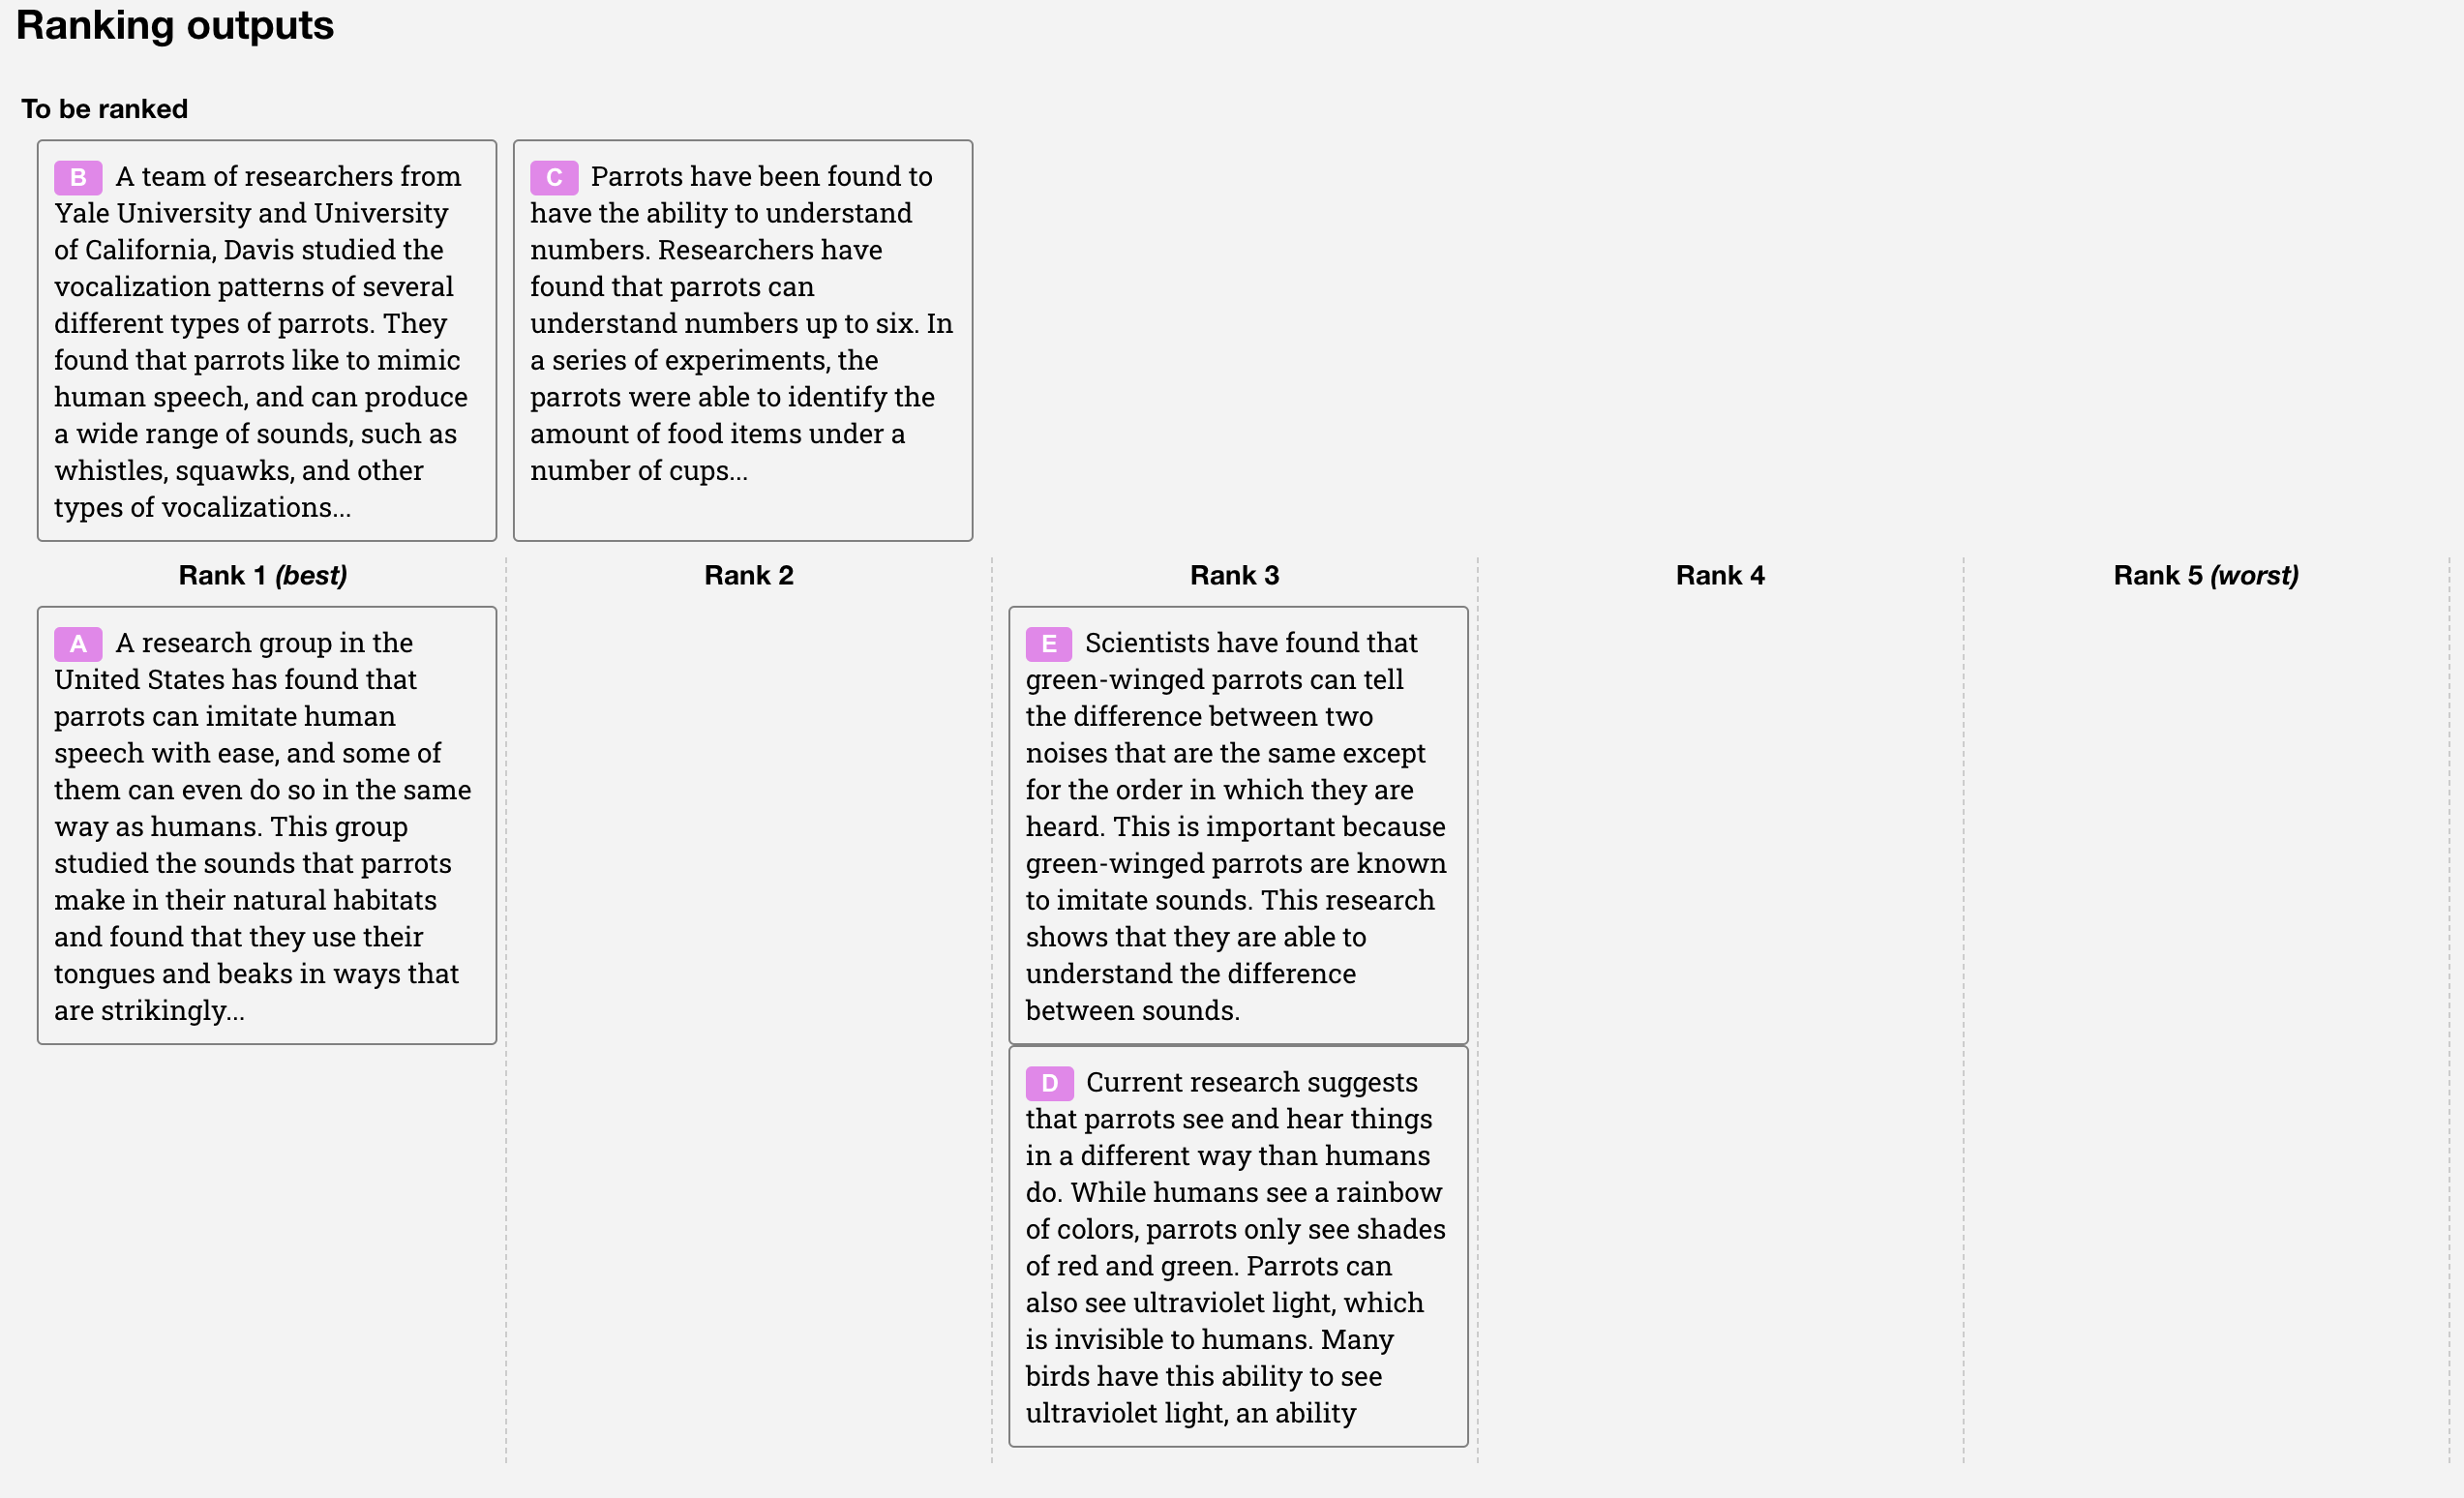 Ranking outputs
To be ranked
B A team of researchers from
Yale University and University
of California, Davis studied the
vocalization patterns of several
different types of parrots. They
found that parrots like to mimic
human speech, and can produce
a wide range of sounds, such as
whistles, squawks, and other
types of vocalizations...
C Parrots have been found to
have the ability to understand
numbers. Researchers have
found that parrots can
understand numbers up to six. In
a series of experiments, the
parrots were able to identify the
amount of food items under a
number of cups...
Rank 1 (best)
Rank 2
Rank 3
Rank 4
Rank 5 (worst)
A A research group in the
United States has found that
parrots can imitate human
speech with ease, and some of
them can even do so in the same
way as humans. This group
studied the sounds that parrots
make in their natural habitats
and found that they use their
tongues and beaks in ways that
are strikingly...
E Scientists have found that
green-winged parrots can tell
the difference between two
noises that are the same except
for the order in which they are
heard. This is important because
green-winged parrots are known
to imitate sounds. This research
shows that they are able to
understand the difference
between sounds.
D Current research suggests
that parrots see and hear things
in a different way than humans
do. While humans see a rainbow
of colors, parrots only see shades
of red and green. Parrots can
also see ultraviolet light, which
is invisible to humans. Many
birds have this ability to see
ultraviolet light, an ability